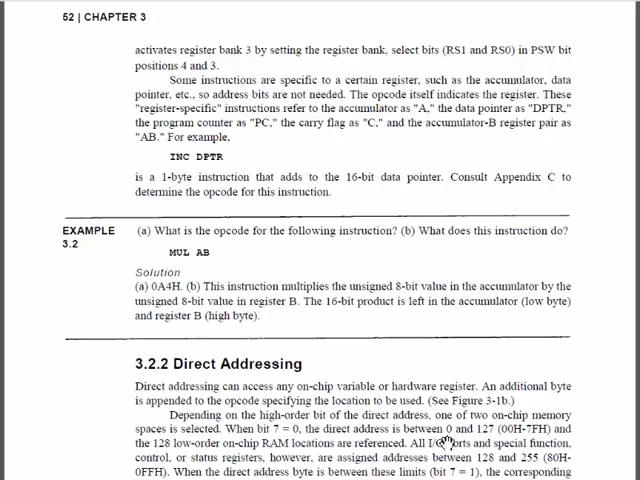 52 | CHAPTER 3
activates register bank 3 by setting the register bank, select bits (RS1 and RS0) in PSW bit
positions 4 and 3.
Some instructions are specific to a certain register, such as the accumulator, data
pointer, etc., so address bits are not needed. The opcode itself indicates the register. These
"register-specific" instructions refer to the accumulator as "A," the data pointer as "DPTR,"
the program counter as "PC," the carry flag as "C," and the accumulator-B register pair as
"AB." For example,
INC DPTR
is a 1-byte instruction that adds to the 16-bit data pointer. Consult Appendix C to
determine the opcode for this instruction.
EXAMPLE 3.2
(a) What is the opcode for the following instruction? (b) What does this instruction do?
MUL AB
Solution
(a) 0A4H. (b) This instruction multiplies the unsigned 8-bit value in the accumulator by the
unsigned 8-bit value in register B. The 16-bit product is left in the accumulator (low byte)
and register B (high byte).
3.2.2 Direct Addressing
Direct addressing can access any on-chip variable or hardware register. An additional byte
is appended to the opcode specifying the location to be used. (See Figure 3-1b.)
Depending on the high-order bit of the direct address, one of two on-chip memory
spaces is selected. When bit 7 = 0, the direct address is between 0 and 127 (00H-7FH) and
the 128 low-order on-chip RAM locations are referenced. All and special function,
control, or status registers, however, are assigned addresses between 128 and 255 (80H-
0FFH). When the direct address byte is between these limits (bit 7 = 1), the corresponding